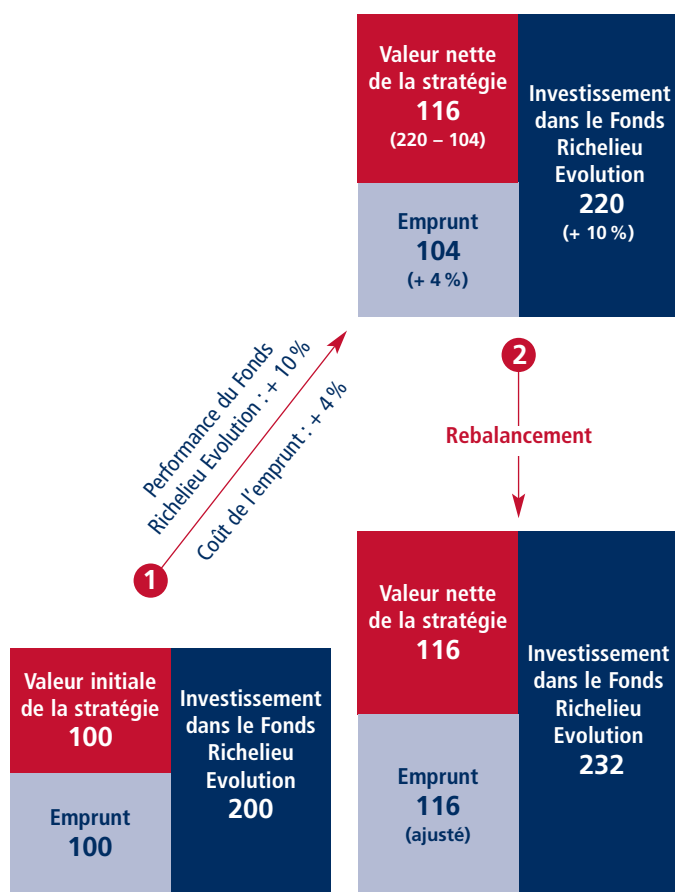 Valeur nette
de la stratégie
116
(220 – 104)
Investissement
dans le Fonds
Richelieu
Evolution
220
(+ 10 %)
Emprunt
104
(+ 4 %)
Performance du Fonds
Richelieu Evolution : + 10 %
Coût de l’emprunt : + 4 %
1
2
Rebalancement
Valeur initiale
de la stratégie
100
Investissement
dans le Fonds
Richelieu
Evolution
200
Emprunt
100
Valeur nette
de la stratégie
116
Investissement
dans le Fonds
Richelieu
Evolution
232
Emprunt
116
(ajusté)